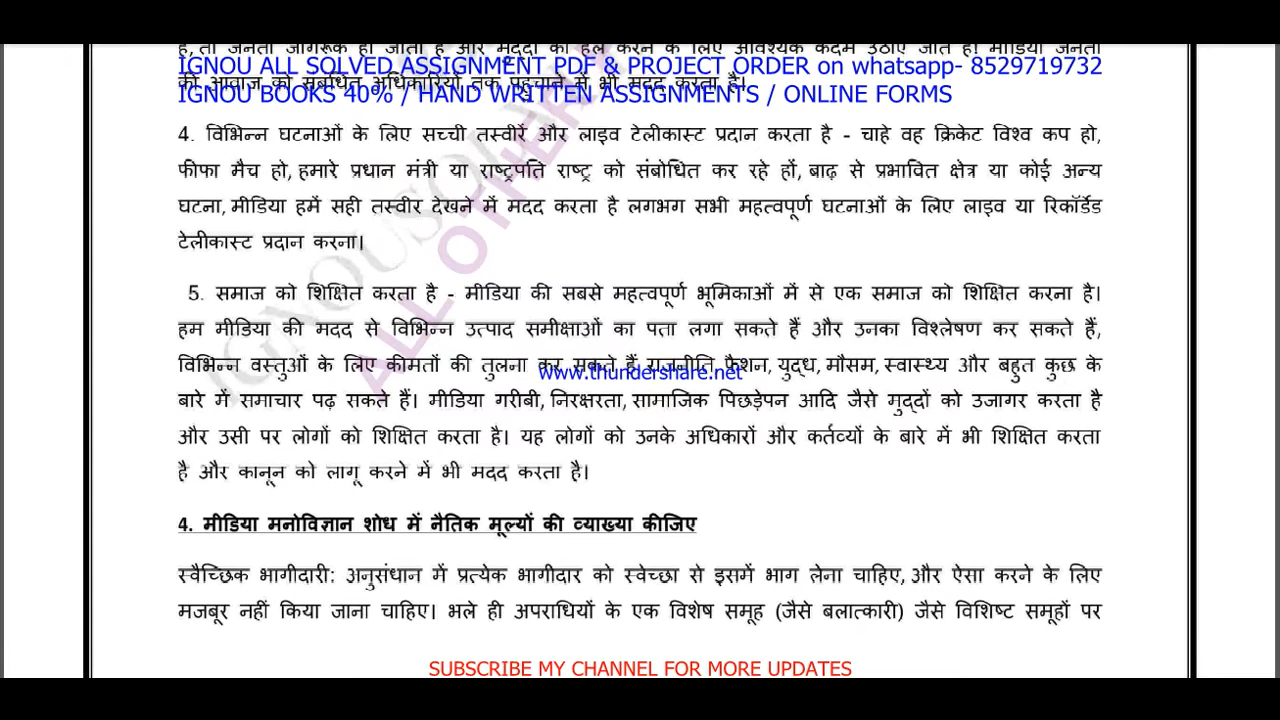 है, तो जनता जागरूक हो जाती है और मुद्दों को हल करने के लिए आवश्यक कदम उठाए जाते हैं। मीडिया जनता
IGNOU ALL SOLVED ASSIGNMENT PDF & PROJECT ORDER on whatsapp- 8529719732
की आवाज को संबंधित अधिकारियों तक पहुंचाने में भी मदद करता है।
IGNOU BOOKS 40% / HAND WRITTEN ASSIGNMENTS / ONLINE FORMS
4. विभिन्न घटनाओं के लिए सच्ची तस्वीरें और लाइव टेलीकास्ट प्रदान करता है - चाहे वह क्रिकेट विश्व कप हो,
फीफा मैच हो, हमारे प्रधान मंत्री या राष्ट्रपति राष्ट्र को संबोधित कर रहे हों, बाढ़ से प्रभावित क्षेत्र या कोई अन्य
घटना, मीडिया हमें सही तस्वीर देखने में मदद करता है लगभग सभी महत्वपूर्ण घटनाओं के लिए लाइव या रिकॉर्डेड
टेलीकास्ट प्रदान करना।
5. समाज को शिक्षित करता है - मीडिया की सबसे महत्वपूर्ण भूमिकाओं में से एक समाज को शिक्षित करना है।
हम मीडिया की मदद से विभिन्न उत्पाद समीक्षाओं का पता लगा सकते हैं और उनका विश्लेषण कर सकते हैं,
विभिन्न वस्तुओं के लिए कीमतों की तुलना कर सकते हैं, राजनीति, फैशन, युद्ध, मौसम, स्वास्थ्य और बहुत कुछ के
www.thundershare.net
बारे में समाचार पढ़ सकते हैं। मीडिया गरीबी, निरक्षरता, सामाजिक पिछड़ेपन आदि जैसे मुद्दों को उजागर करता है
और उसी पर लोगों को शिक्षित करता है। यह लोगों को उनके अधिकारों और कर्तव्यों के बारे में भी शिक्षित करता
है और कानून को लागू करने में भी मदद करता है।
4. मीडिया मनोविज्ञान शोध में नैतिक मूल्यों की व्याख्या कीजिए
स्वैच्छिक भागीदारी: अनुसंधान में प्रत्येक भागीदार को स्वेच्छा से इसमें भाग लेना चाहिए, और ऐसा करने के लिए
मजबूर नहीं किया जाना चाहिए। भले ही अपराधियों के एक विशेष समूह (जैसे बलात्कारी) जैसे विशिष्ट समूहों पर
SUBSCRIBE MY CHANNEL FOR MORE UPDATES
ALL OTHER